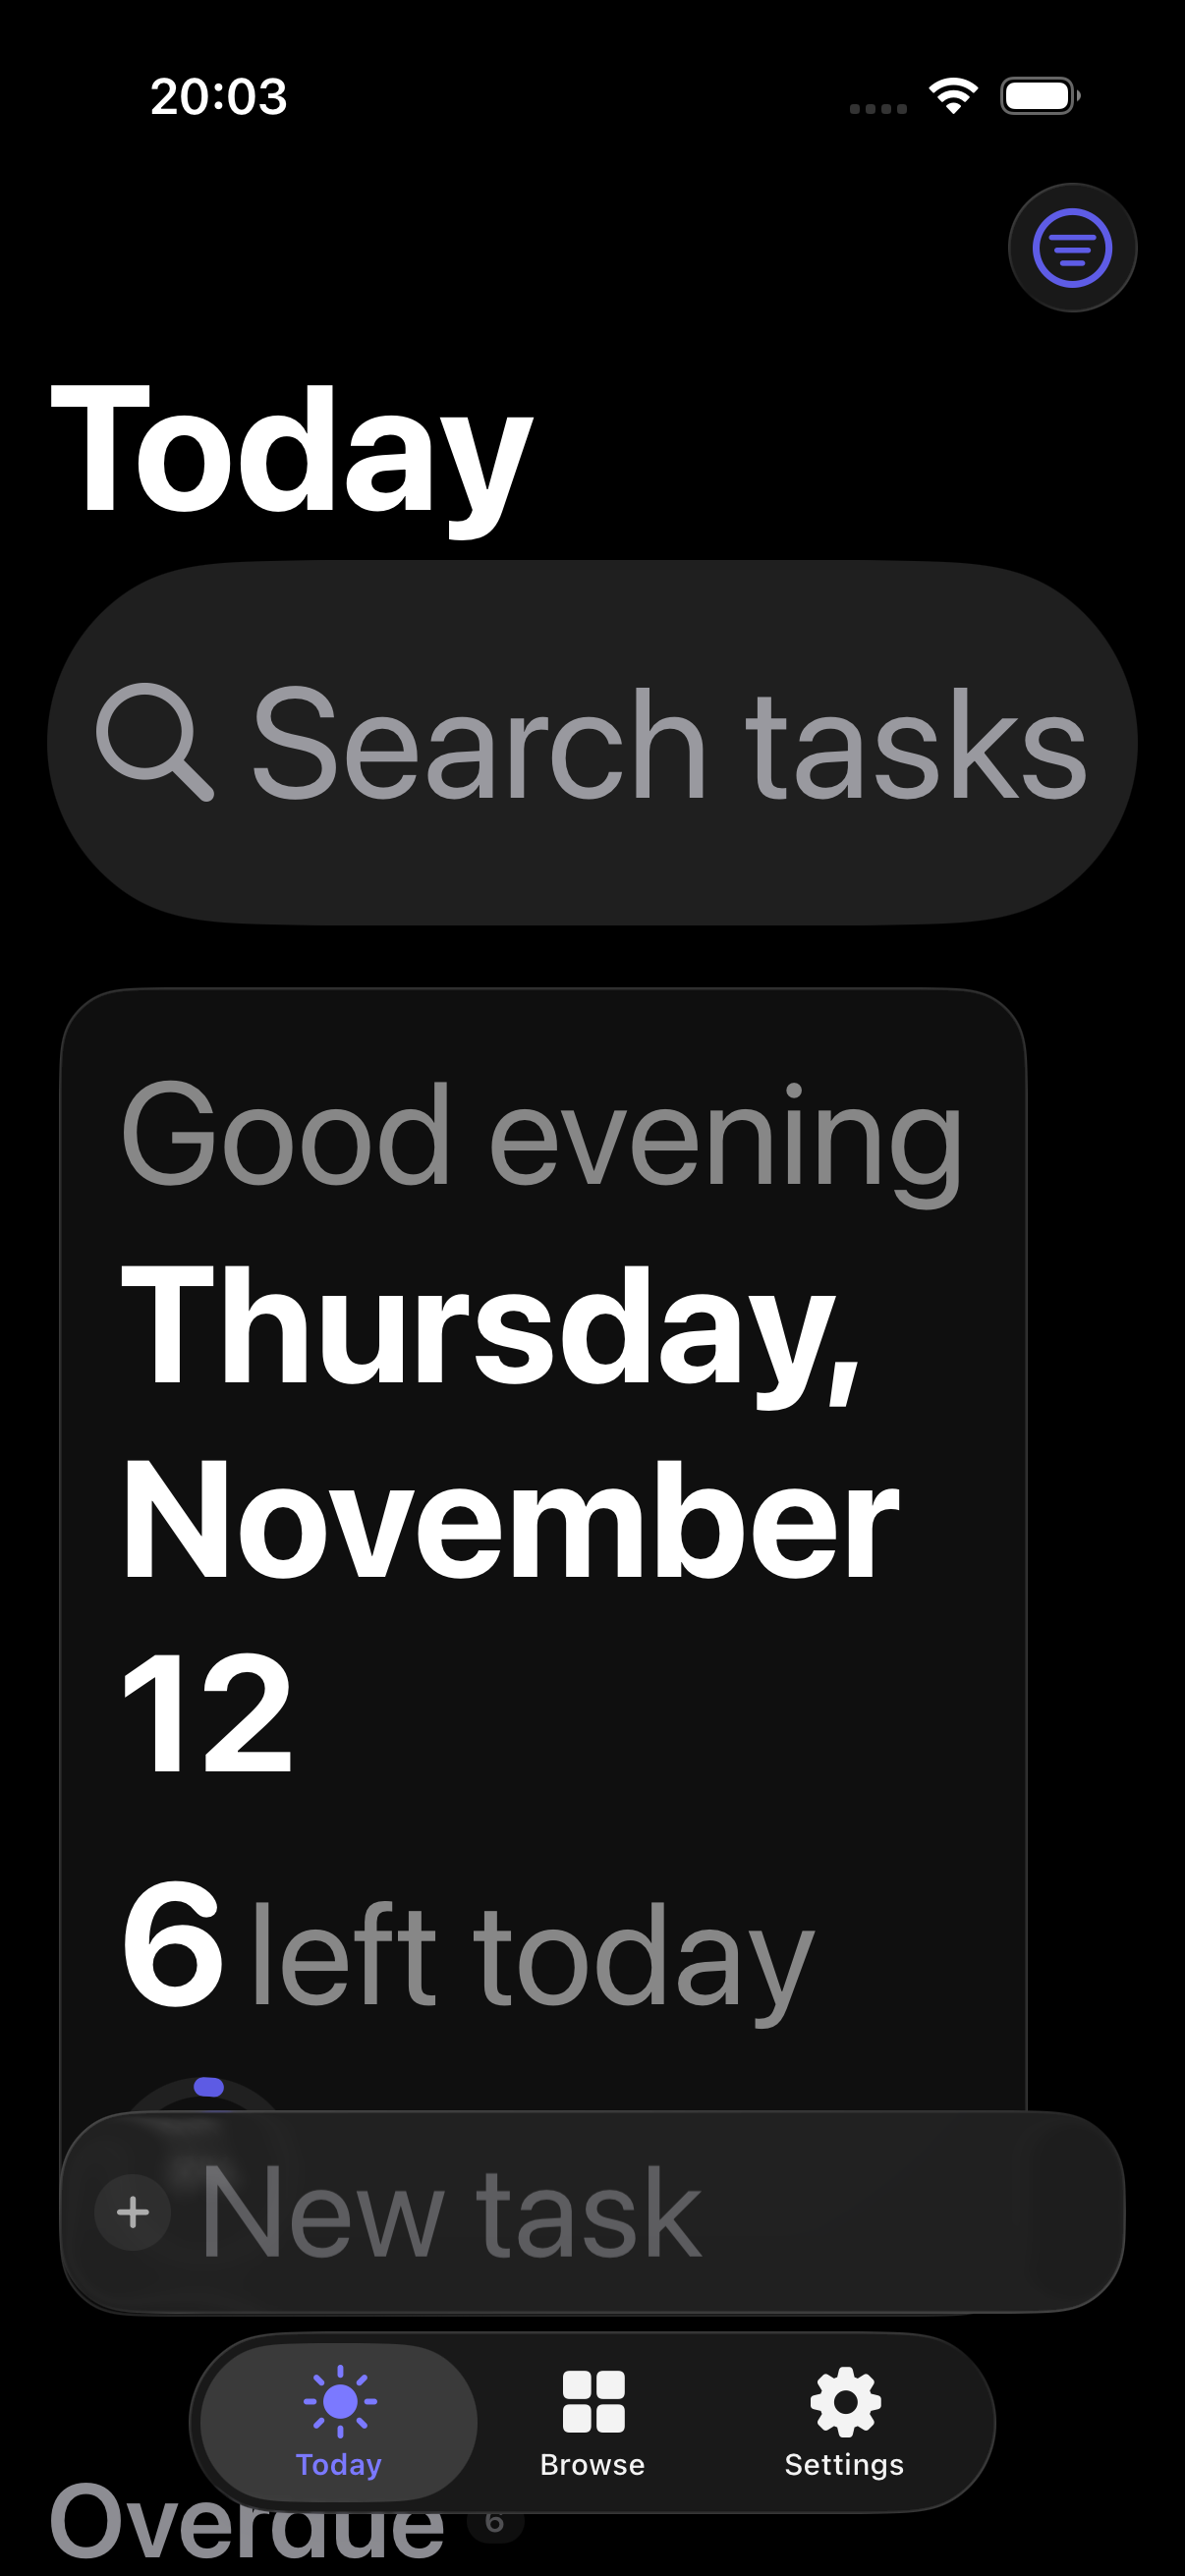 20:03
Today
Search tasks
Good evening
Thursday,
November
12
6 left today
New task
Today
Browse
Settings
Overdue 6